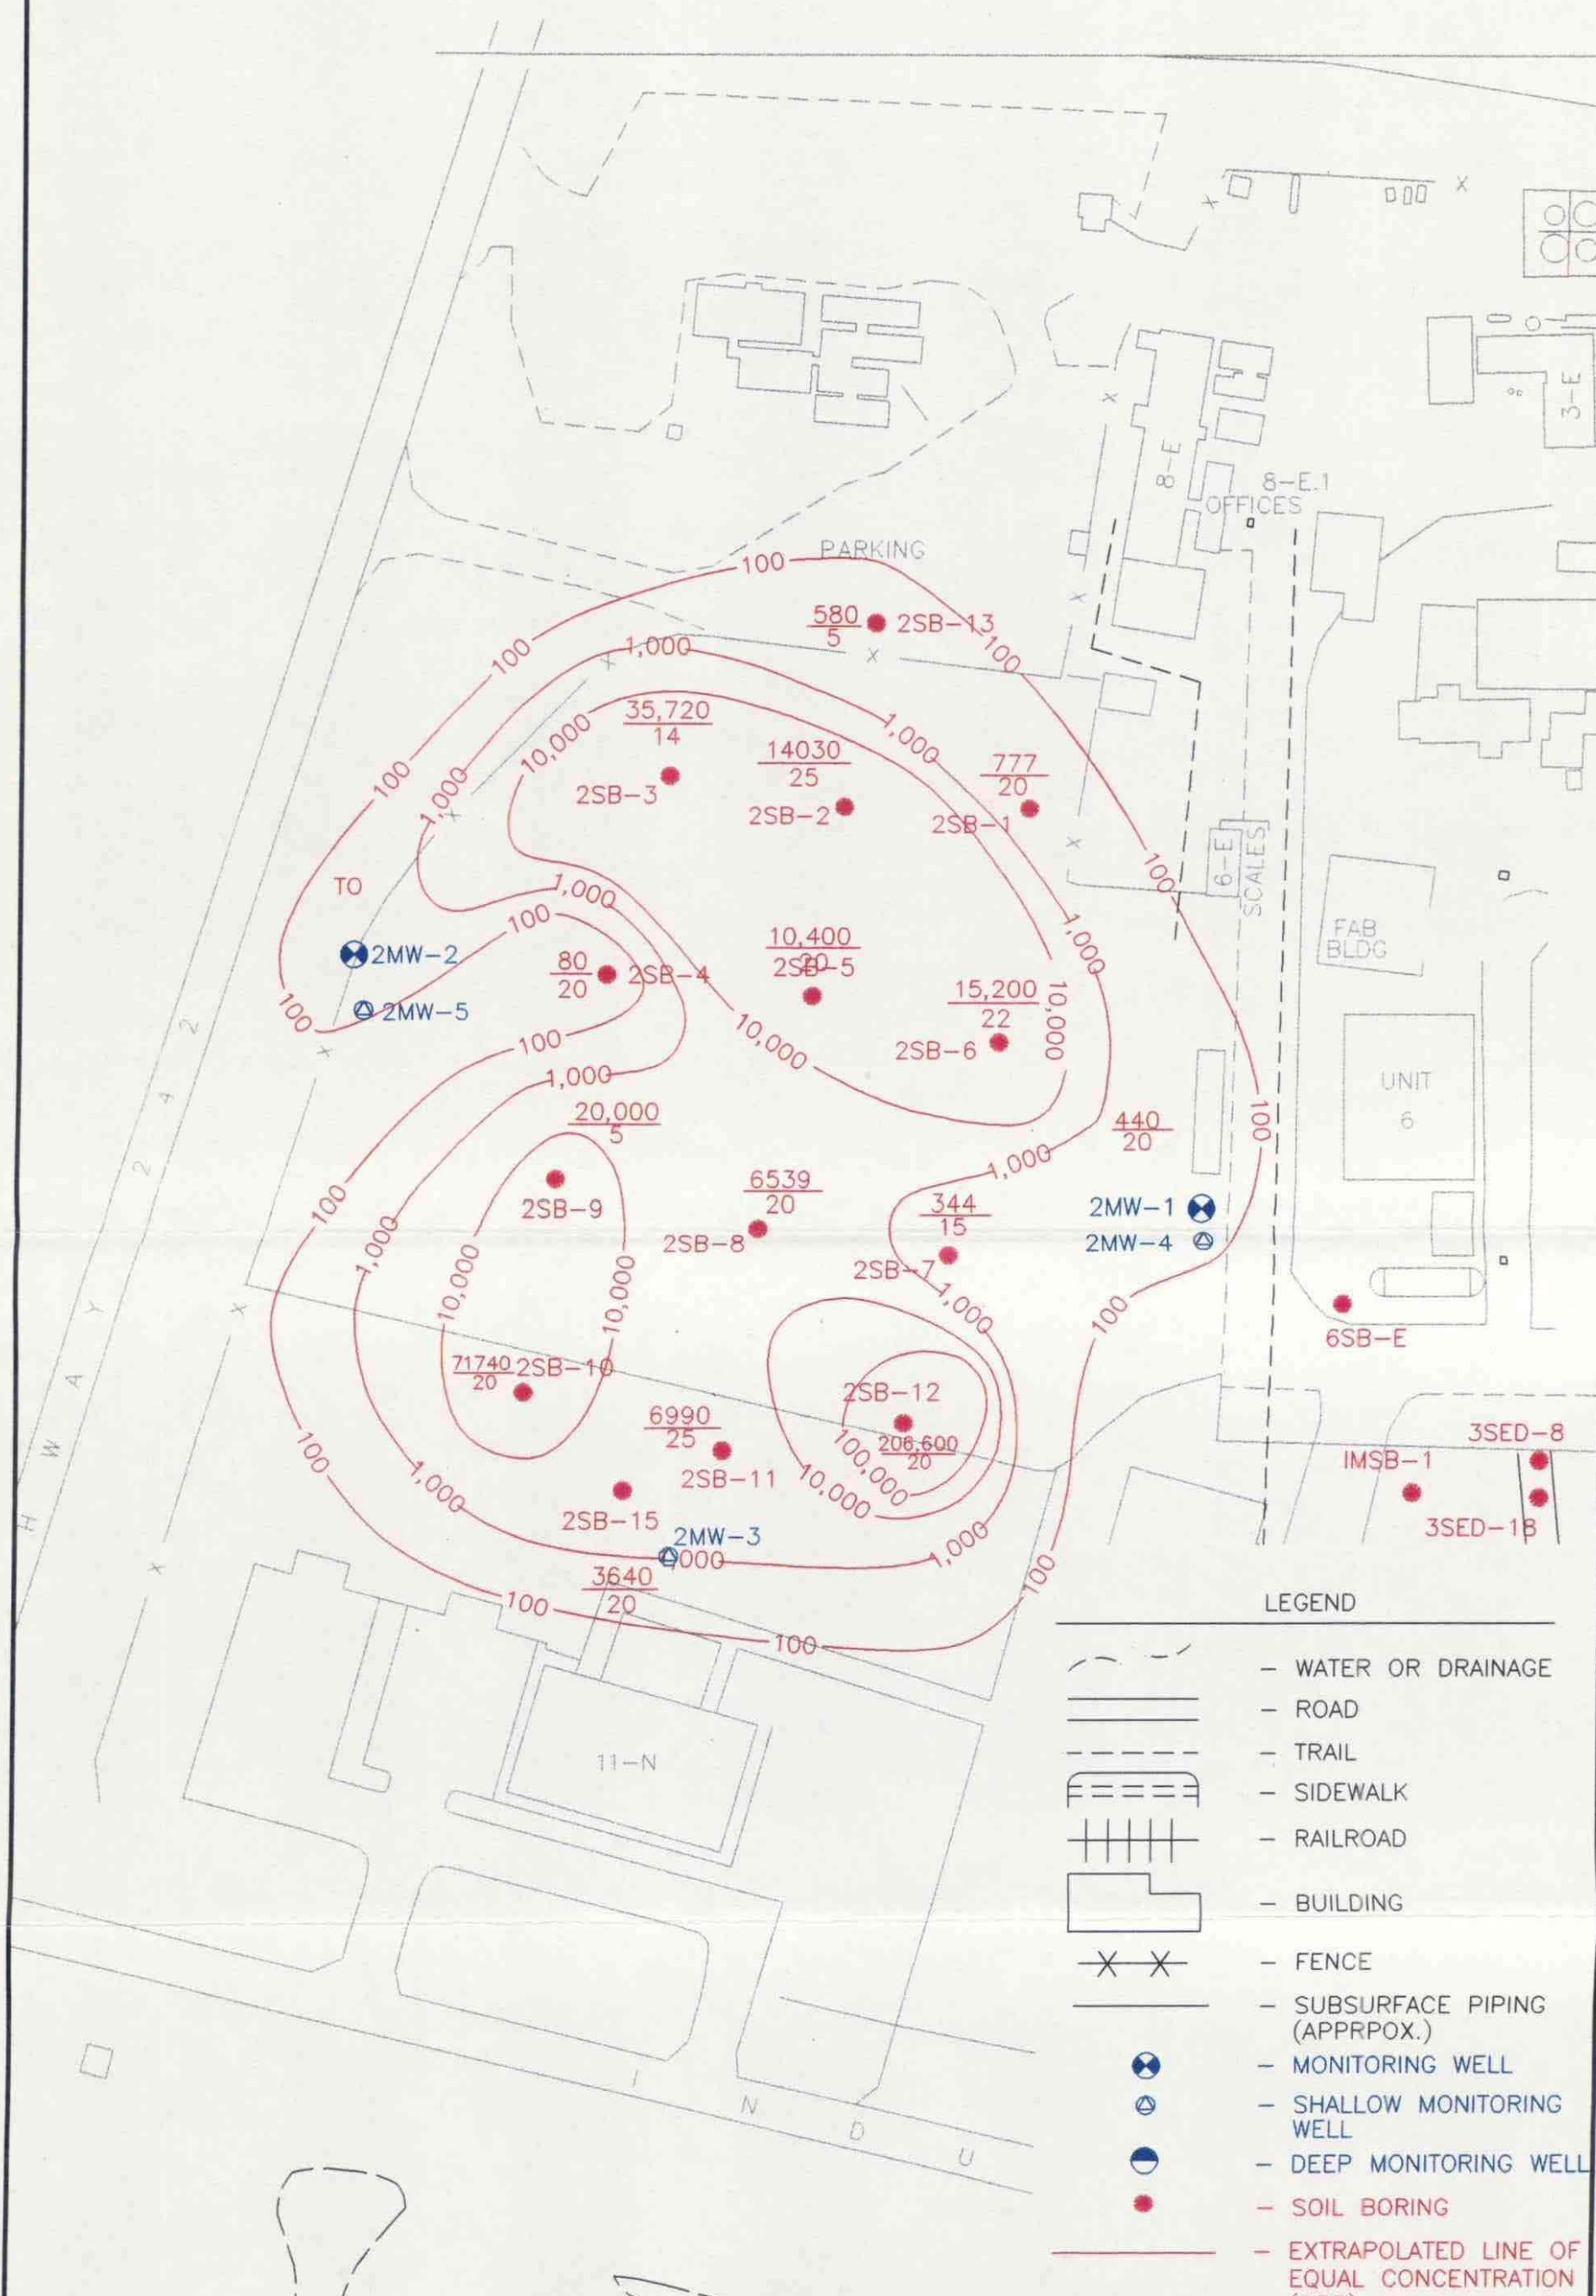 3-E
8-E
8-E.1
OFFICES
PARKING
100
580
5
2SB-13
100
100
1,000
35,720
14
10,000
2SB-3
14030
25
2SB-2
1,000
777
20
2SB-1
100
1,000
100
6-E
SCALES
FAB
BLDG
TO
1,000
100
2MW-2
2MW-5
100
80
20
2SB-4
10,400
20
2SB-5
1,000
15,200
22
2SB-6
10,000
10,000
100
1,000
UNIT
6
20,000
5
2SB-9
440
20
100
1,000
6539
20
2SB-8
344
15
2SB-7
2MW-1
2MW-4
100
1,000
10,000
10,000
1,000
100
6SB-E
71740
20
2SB-10
2SB-12
206,600
20
100,000
10,000
6990
25
2SB-11
2SB-15
100
1,000
2MW-3
000
1,000
3640
20
100
100
100
IMSB-1
3SED-8
3SED-18
HWAY 242
11-N
I N D U
LEGEND
- WATER OR DRAINAGE
- ROAD
- TRAIL
- SIDEWALK
- RAILROAD
- BUILDING
- FENCE
- SUBSURFACE PIPING
(APPRPOX.)
- MONITORING WELL
- SHALLOW MONITORING
WELL
- DEEP MONITORING WELL
- SOIL BORING
- EXTRAPOLATED LINE OF
EQUAL CONCENTRATION